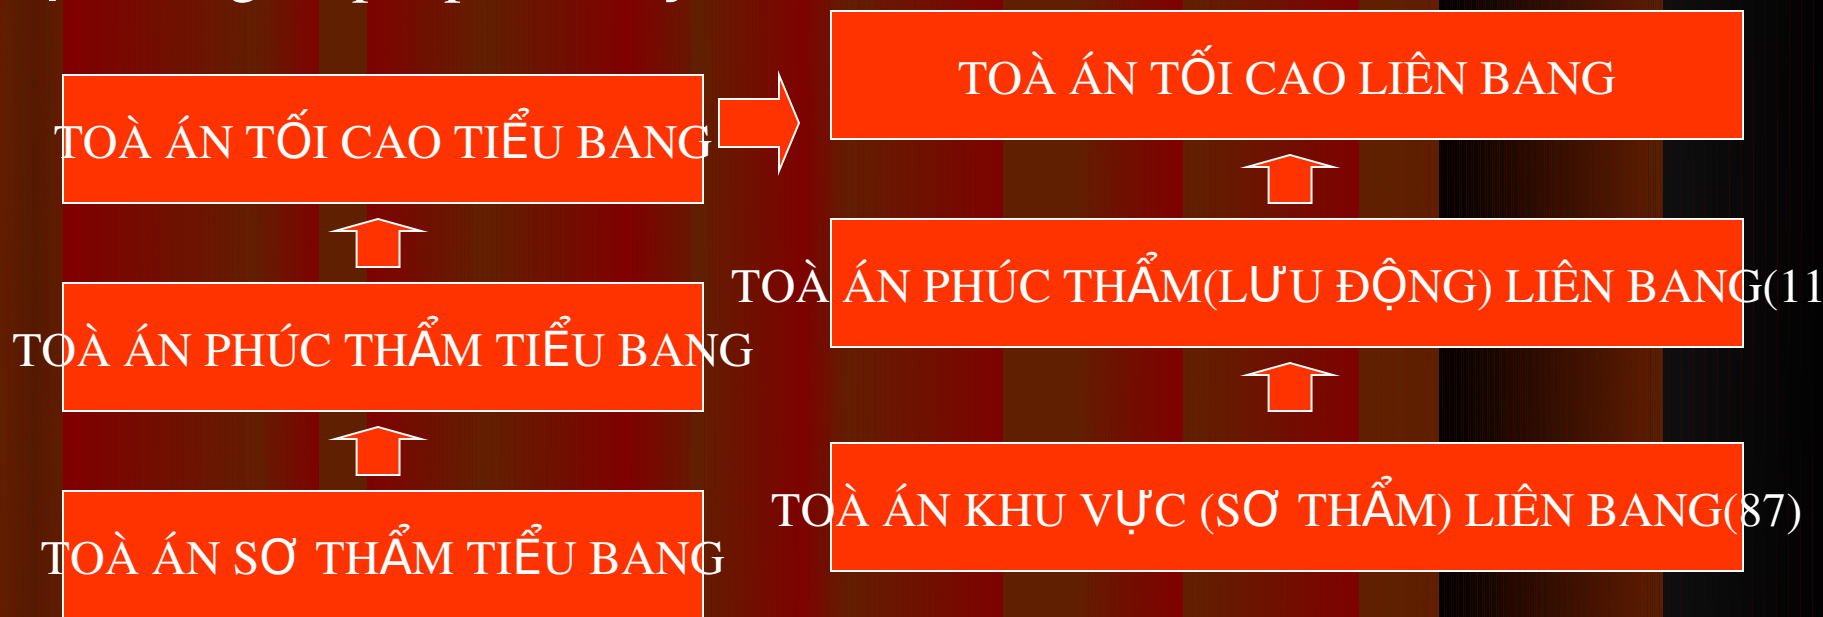 TOÀ ÁN TỐI CAO LIÊN BANG
TOÀ ÁN TỐI CAO TIỂU BANG
TOÀ ÁN PHÚC THẨM(LƯU ĐỘNG) LIÊN BANG(11
TOÀ ÁN PHÚC THẨM TIỂU BANG
TOÀ ÁN KHU VỰC (SƠ THẨM) LIÊN BANG(87)
TOÀ ÁN SƠ THẨM TIỂU BANG